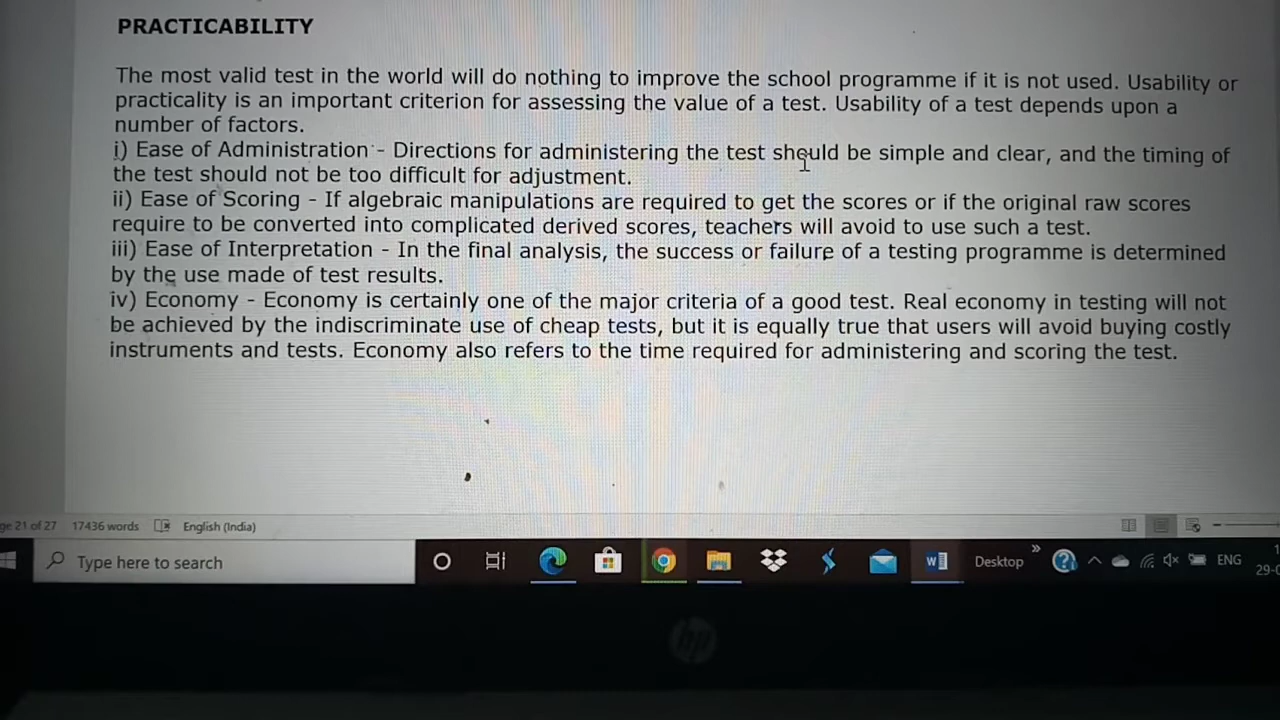 PRACTICABILITY
The most valid test in the world will do nothing to improve the school programme if it is not used. Usability or
practicality is an important criterion for assessing the value of a test. Usability of a test depends upon a
number of factors.
i) Ease of Administration - Directions for administering the test should be simple and clear, and the timing of
the test should not be too difficult for adjustment.
ii) Ease of Scoring - If algebraic manipulations are required to get the scores or if the original raw scores
require to be converted into complicated derived scores, teachers will avoid to use such a test.
iii) Ease of Interpretation - In the final analysis, the success or failure of a testing programme is determined
by the use made of test results.
iv) Economy - Economy is certainly one of the major criteria of a good test. Real economy in testing will not
be achieved by the indiscriminate use of cheap tests, but it is equally true that users will avoid buying costly
instruments and tests. Economy also refers to the time required for administering and scoring the test.
ge 21 of 27 17436 words English (India)
Type here to search Desktop ENG
29-0
hp